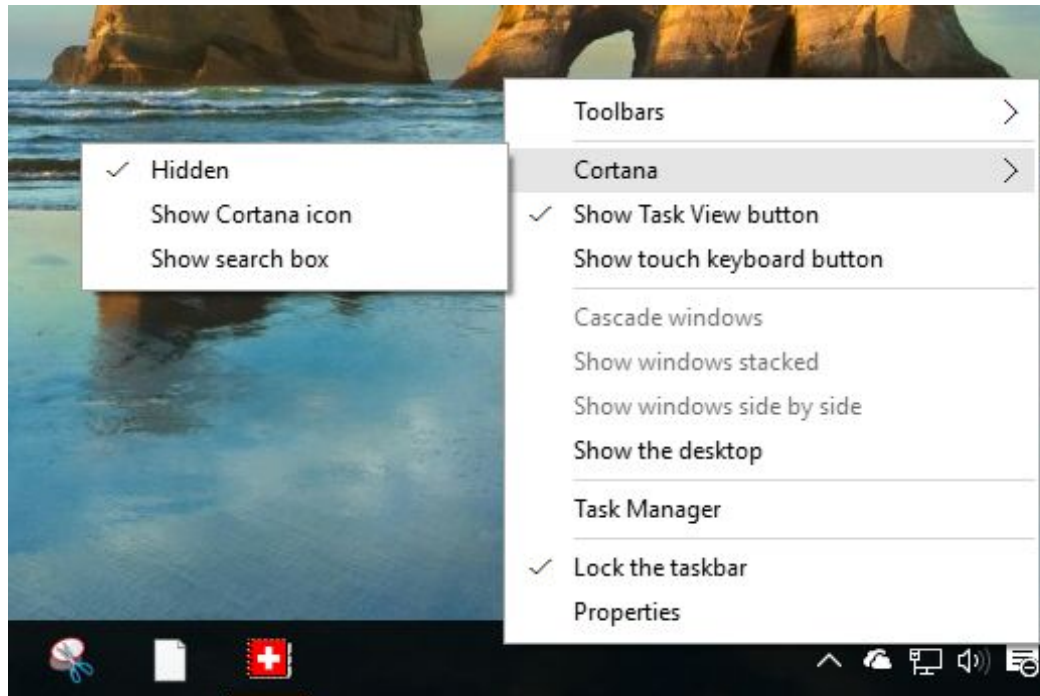 Toolbars
Cortana
Show Task View button
Show touch keyboard button
Cascade windows
Show windows stacked
Show windows side by side
Show the desktop
Task Manager
Lock the taskbar
Properties
Hidden
Show Cortana icon
Show search box